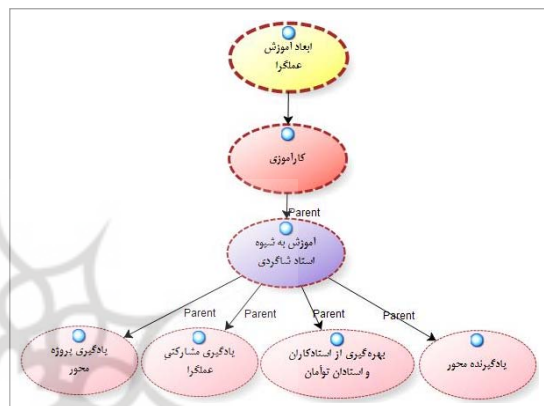 ابعاد آموزش
عملگرا
کارآموزی
Parent
آموزش به شیوه
استاد شاگردی
Parent
Parent
Parent
Parent
یادگیری پروژه
محور
یادگیری مشارکتی
عملگرا
بهره‌گیری از استادکاران
و استادان توأمان
یادگیرنده محور